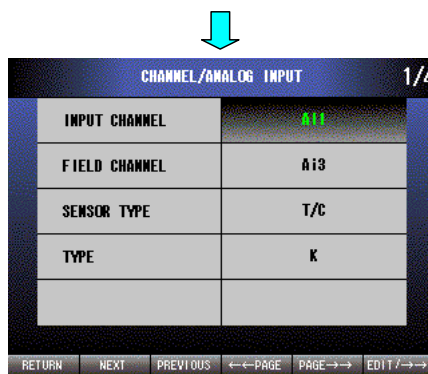 CHANNEL/ANALOG INPUT 1/4
INPUT CHANNEL Ai1
FIELD CHANNEL Ai3
SENSOR TYPE T/C
TYPE K
RETURN NEXT PREVIOUS ←←PAGE PAGE→→ EDIT/→→